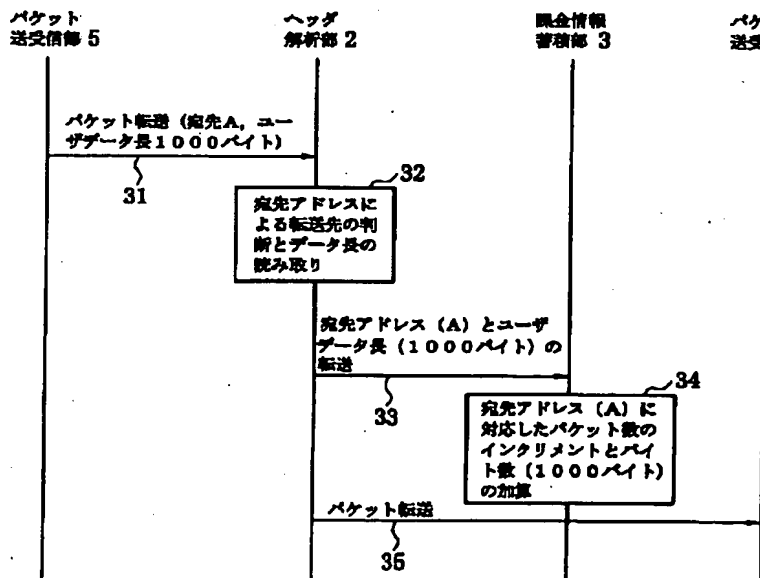 パケット
送受信部 5
ヘッダ
解析部 2
課金情報
蓄積部 3
パケ
送受
パケット転送（宛先A，ユー
ザデータ長1000バイト）
31
32
宛先アドレスに
よる転送先の判
断とデータ長の
読み取り
宛先アドレス（A）とユーザ
データ長（1000バイト）の
転送
33
34
宛先アドレス（A）に
対応したパケット数の
インクリメントとバイ
ト数（1000バイト）
の加算
パケット転送
35